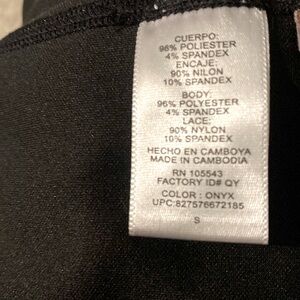 CUERPO:
96% POLIESTER
4% SPANDEX
ENCAJE:
90% NILON
10% SPANDEX
BODY:
96% POLYESTER
4% SPANDEX
LACE:
90% NYLON
10% SPANDEX
HECHO EN CAMBOYA
MADE IN CAMBODIA
RN 105543
FACTORY ID# QY
COLOR : ONYX
UPC:827576672185
S